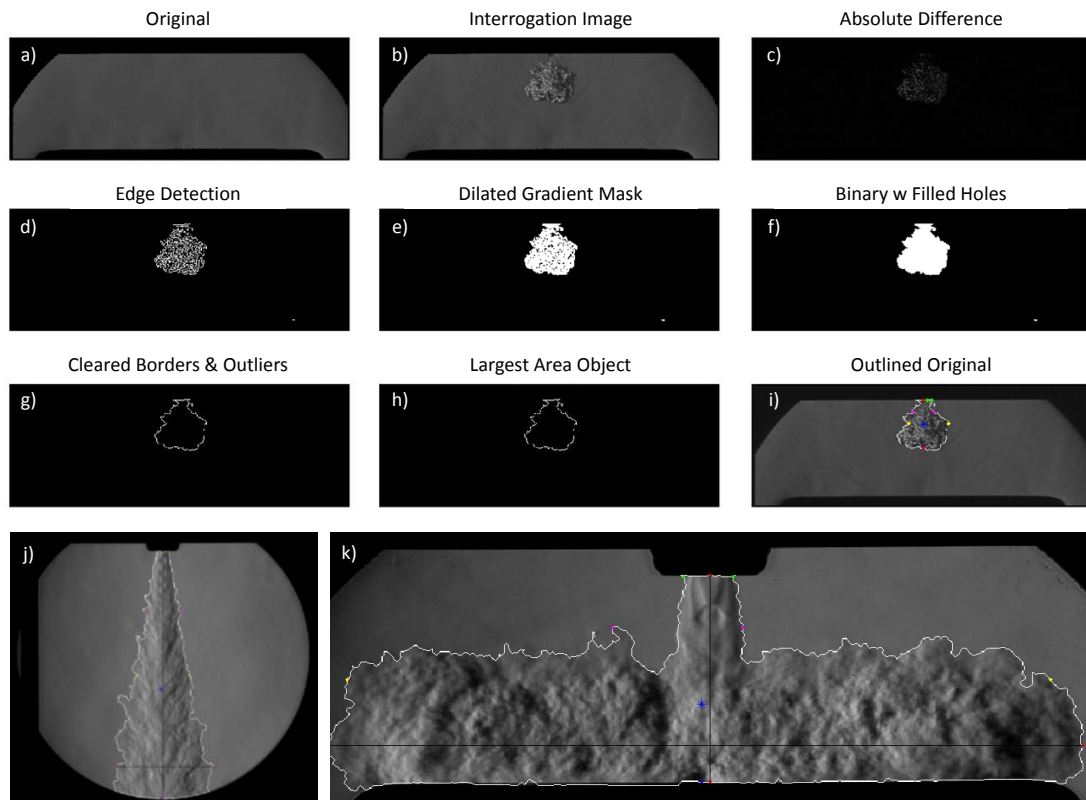 Original
Interrogation Image
Absolute Difference
a)
b)
c)
Edge Detection
Dilated Gradient Mask
Binary w Filled Holes
d)
e)
f)
Cleared Borders & Outliers
Largest Area Object
Outlined Original
g)
h)
i)
j)
k)